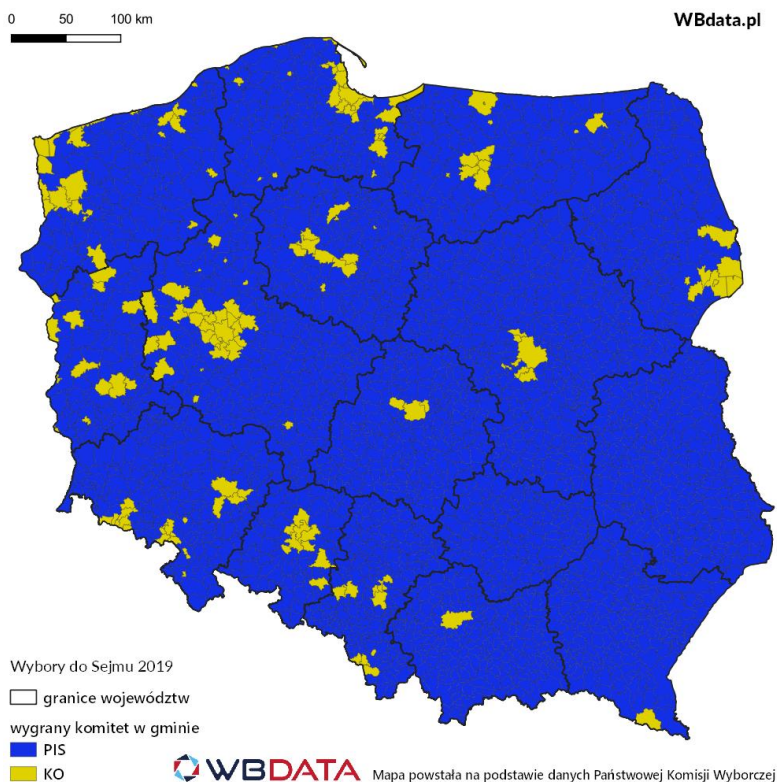 0 50 100 km
WBdata.pl
Wybory do Sejmu 2019
granice województw
wygrany komitet w gminie
PIS
KO
WBDATA
Mapa powstała na podstawie danych Państwowej Komisji Wyborczej